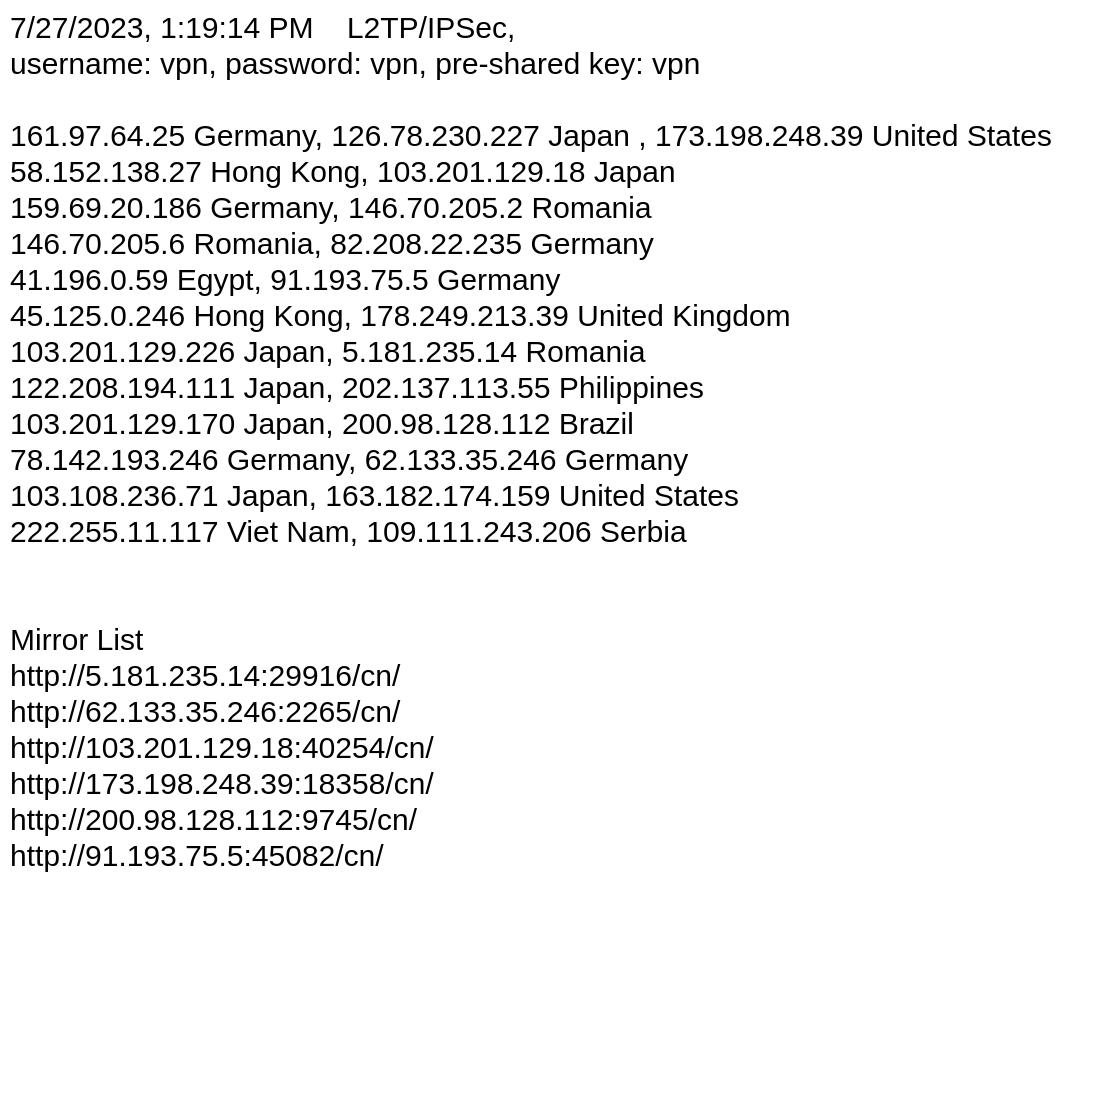 7/27/2023, 1:19:14 PM    L2TP/IPSec,
username: vpn, password: vpn, pre-shared key: vpn
161.97.64.25 Germany, 126.78.230.227 Japan , 173.198.248.39 United States
58.152.138.27 Hong Kong, 103.201.129.18 Japan
159.69.20.186 Germany, 146.70.205.2 Romania
146.70.205.6 Romania, 82.208.22.235 Germany
41.196.0.59 Egypt, 91.193.75.5 Germany
45.125.0.246 Hong Kong, 178.249.213.39 United Kingdom
103.201.129.226 Japan, 5.181.235.14 Romania
122.208.194.111 Japan, 202.137.113.55 Philippines
103.201.129.170 Japan, 200.98.128.112 Brazil
78.142.193.246 Germany, 62.133.35.246 Germany
103.108.236.71 Japan, 163.182.174.159 United States
222.255.11.117 Viet Nam, 109.111.243.206 Serbia
Mirror List
http://5.181.235.14:29916/cn/
http://62.133.35.246:2265/cn/
http://103.201.129.18:40254/cn/
http://173.198.248.39:18358/cn/
http://200.98.128.112:9745/cn/
http://91.193.75.5:45082/cn/